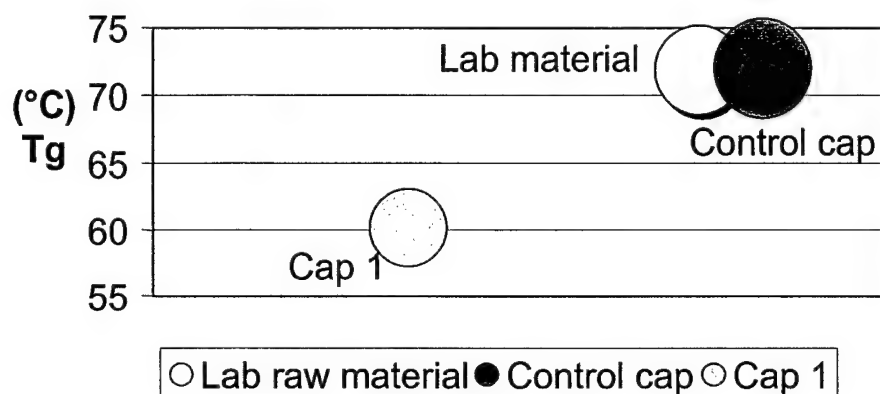 75
Lab material
70
(°C)
Tg
Control cap
65
60
Cap 1
55
Lab raw material Control cap Cap 1